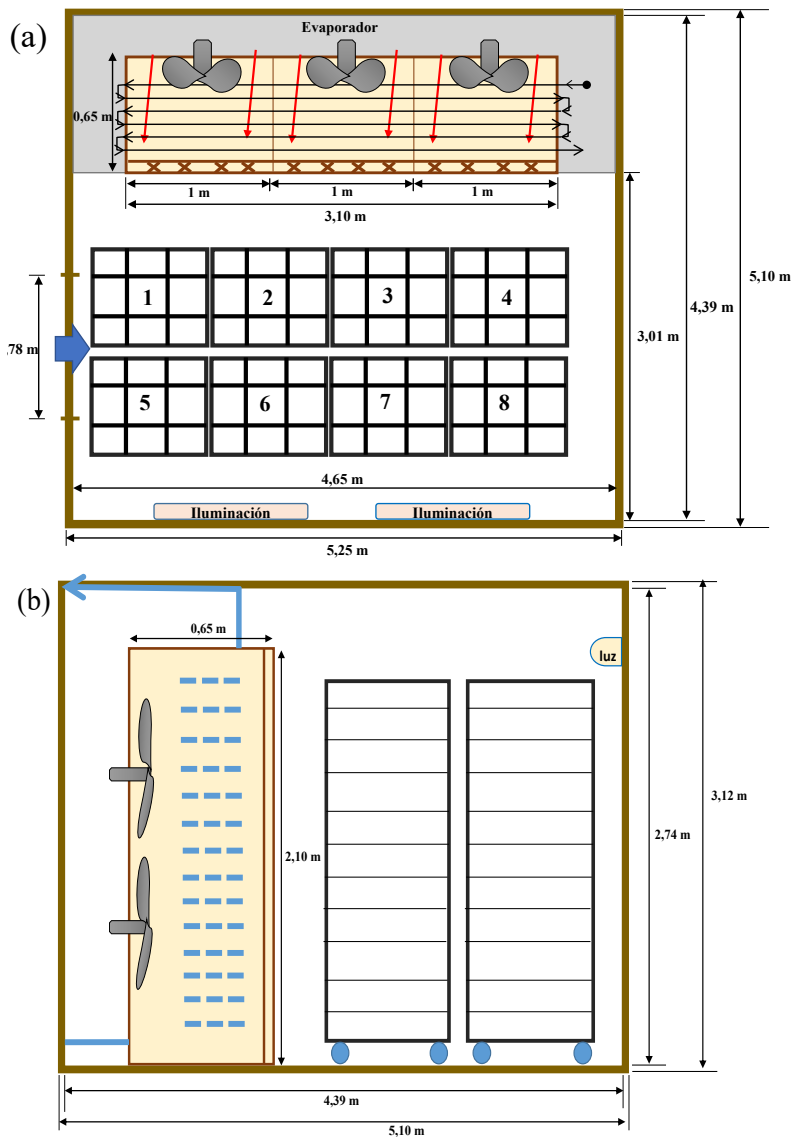 (a)
Evaporador
0,65 m
1 m 1 m 1 m
3,10 m
5,10 m
4,39 m
3,01 m
1 2 3 4
,78 m
5 6 7 8
4,65 m
Iluminación Iluminación
5,25 m
(b)
0,65 m
luz
3,12 m
2,74 m
2,10 m
4,39 m
5,10 m